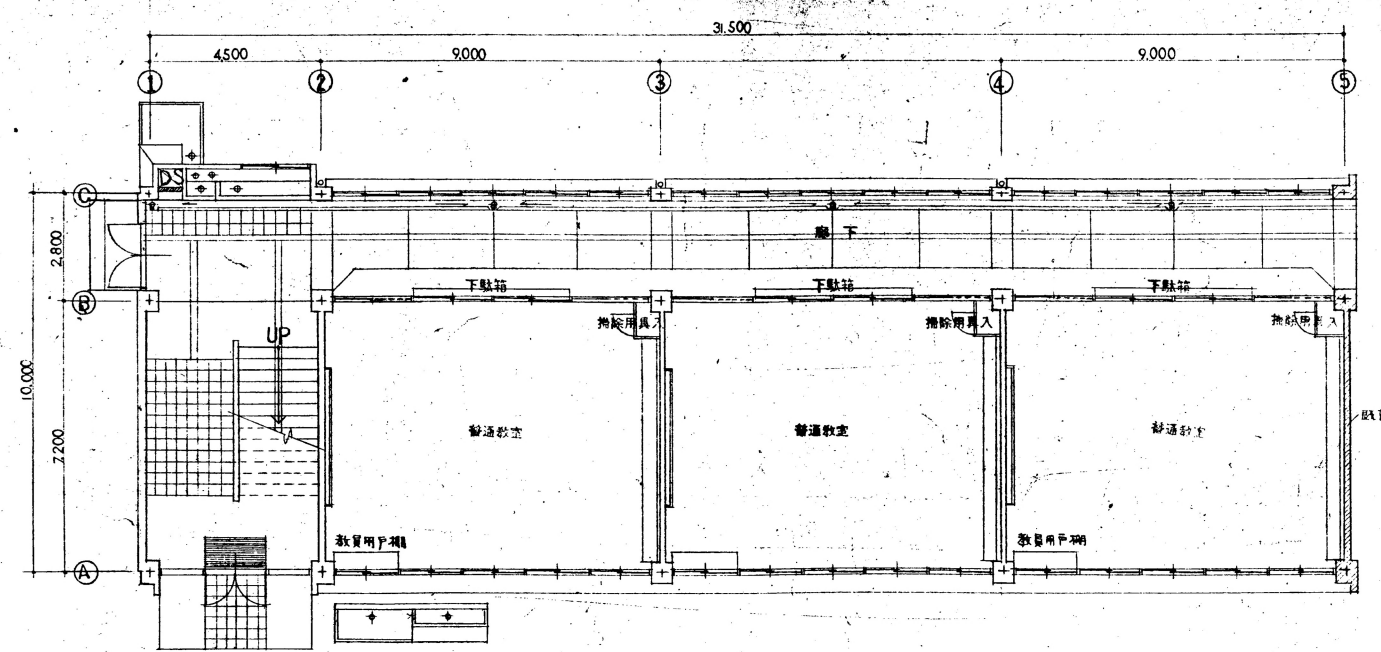 31.500
4,500
9,000
9,000
1
2
3
4
5
DS
C
2,800
廊下
下駄箱
下駄箱
下駄箱
B
掃除用具入
掃除用具入
掃除用具入
UP
10,000
7,200
普通教室
普通教室
普通教室
教員用戸棚
教員用戸棚
A